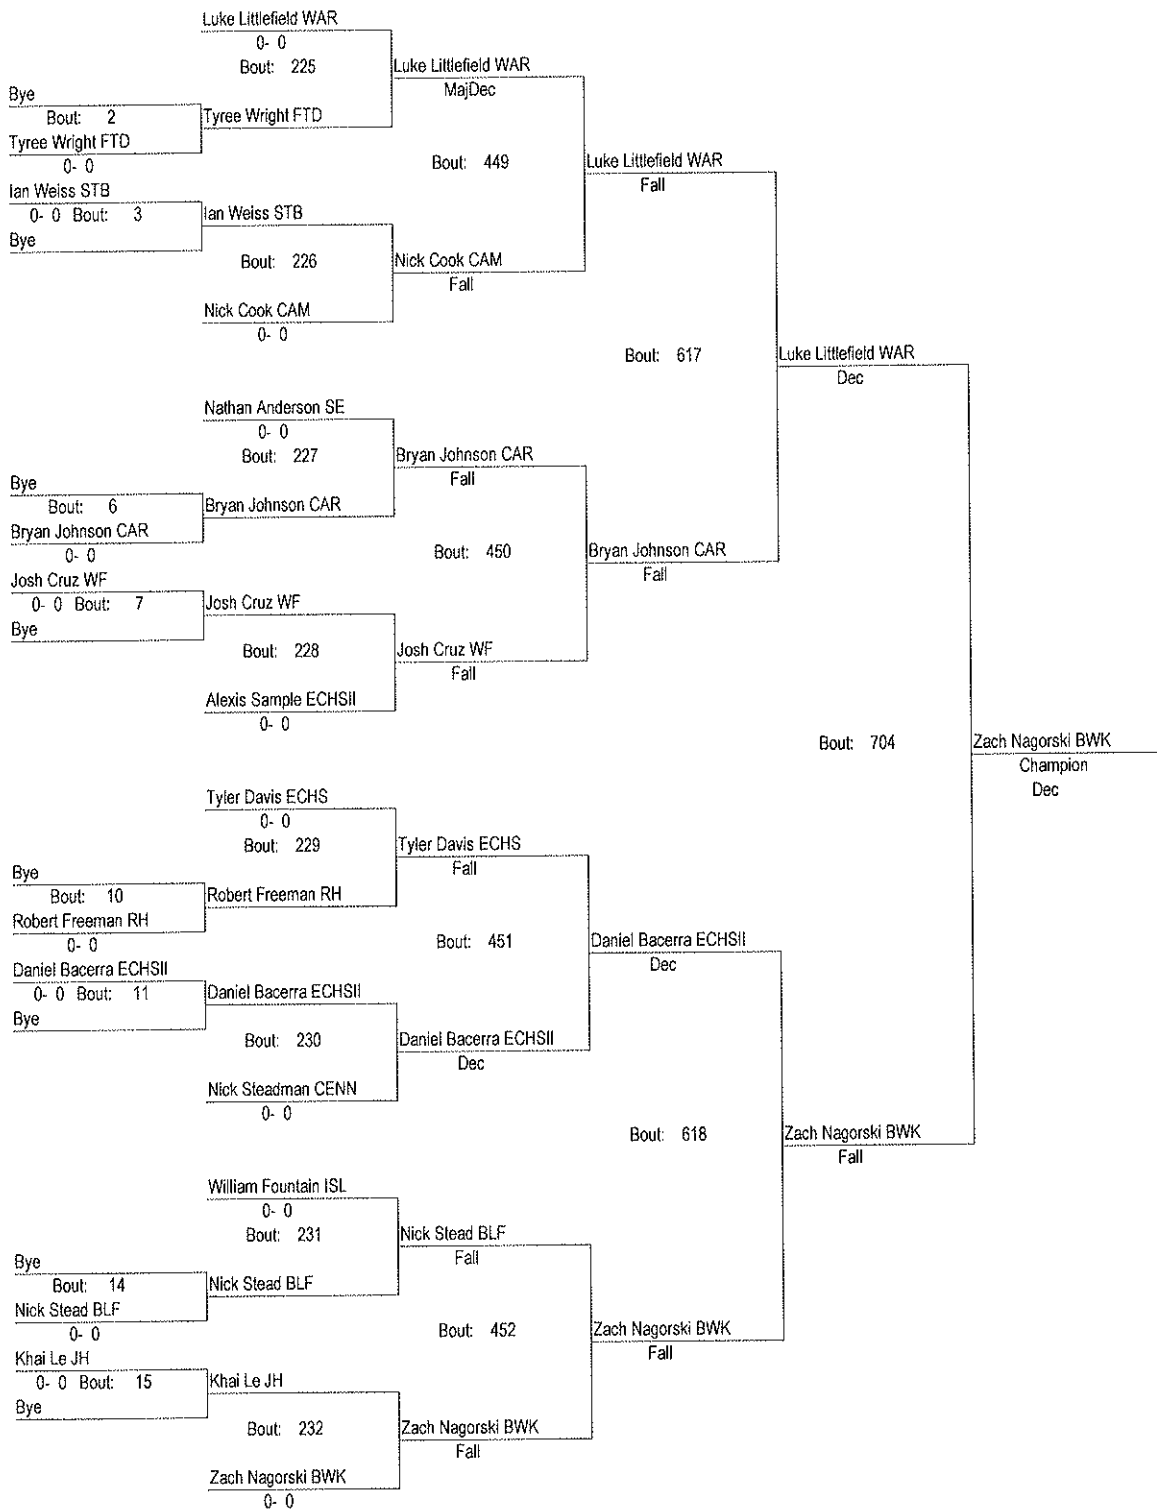 Luke Littlefield WAR
0- 0
Bout: 225
Luke Littlefield WAR
MajDec
Bye
Bout: 2
Tyree Wright FTD
Tyree Wright FTD
0- 0
Bout: 449
Luke Littlefield WAR
Fall
Ian Weiss STB
0- 0 Bout: 3
Ian Weiss STB
Bye
Bout: 226
Nick Cook CAM
Fall
Nick Cook CAM
0- 0
Bout: 617
Luke Littlefield WAR
Dec
Nathan Anderson SE
0- 0
Bout: 227
Bryan Johnson CAR
Fall
Bye
Bout: 6
Bryan Johnson CAR
Bryan Johnson CAR
0- 0
Bout: 450
Bryan Johnson CAR
Fall
Josh Cruz WF
0- 0 Bout: 7
Josh Cruz WF
Bye
Bout: 228
Josh Cruz WF
Fall
Alexis Sample ECHSII
0- 0
Bout: 704
Zach Nagorski BWK
Champion
Dec
Tyler Davis ECHS
0- 0
Bout: 229
Tyler Davis ECHS
Fall
Bye
Bout: 10
Robert Freeman RH
Robert Freeman RH
0- 0
Bout: 451
Daniel Bacerra ECHSII
Dec
Daniel Bacerra ECHSII
0- 0 Bout: 11
Daniel Bacerra ECHSII
Bye
Bout: 230
Daniel Bacerra ECHSII
Dec
Nick Steadman CENN
0- 0
Bout: 618
Zach Nagorski BWK
Fall
William Fountain ISL
0- 0
Bout: 231
Nick Stead BLF
Fall
Bye
Bout: 14
Nick Stead BLF
Nick Stead BLF
0- 0
Bout: 452
Zach Nagorski BWK
Fall
Khai Le JH
0- 0 Bout: 15
Khai Le JH
Bye
Bout: 232
Zach Nagorski BWK
Fall
Zach Nagorski BWK
0- 0